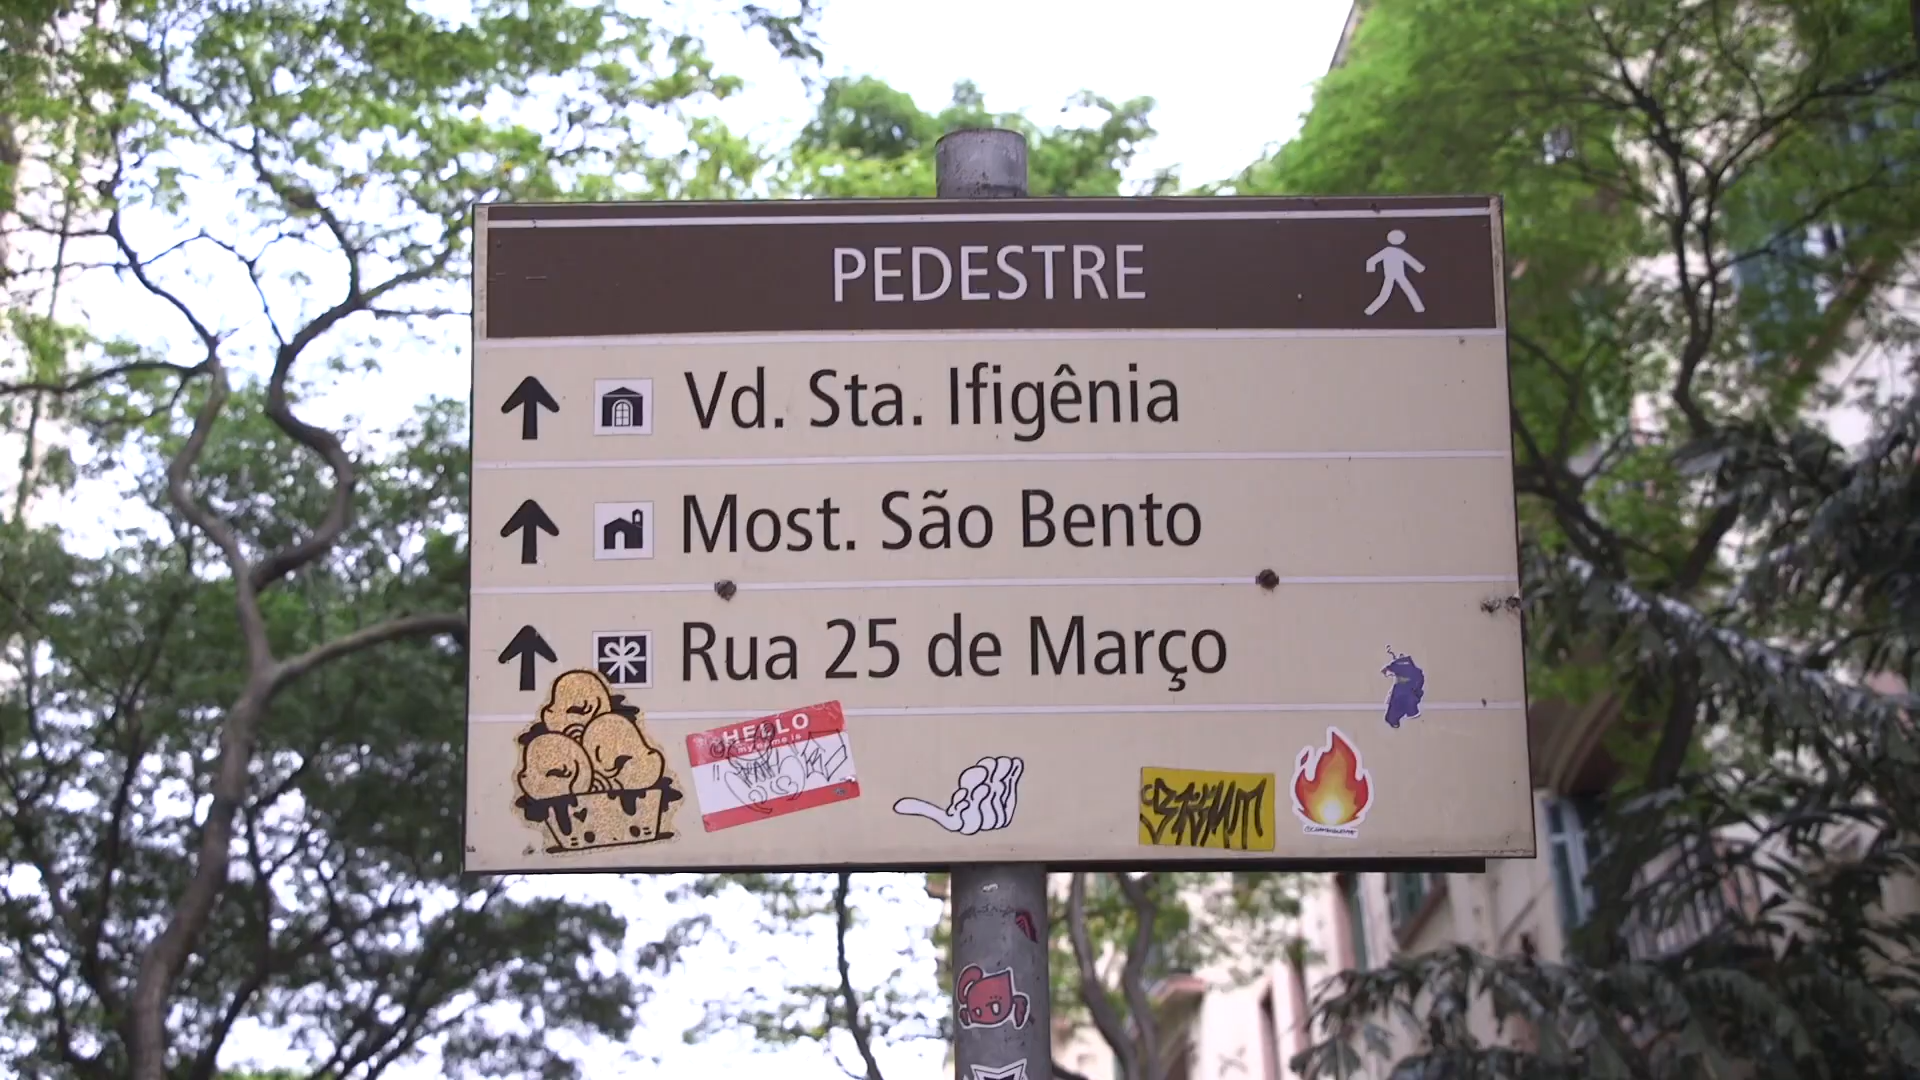 PEDESTRE
Vd. Sta. Ifigênia
Most. São Bento
Rua 25 de Março
HELLO
my name is